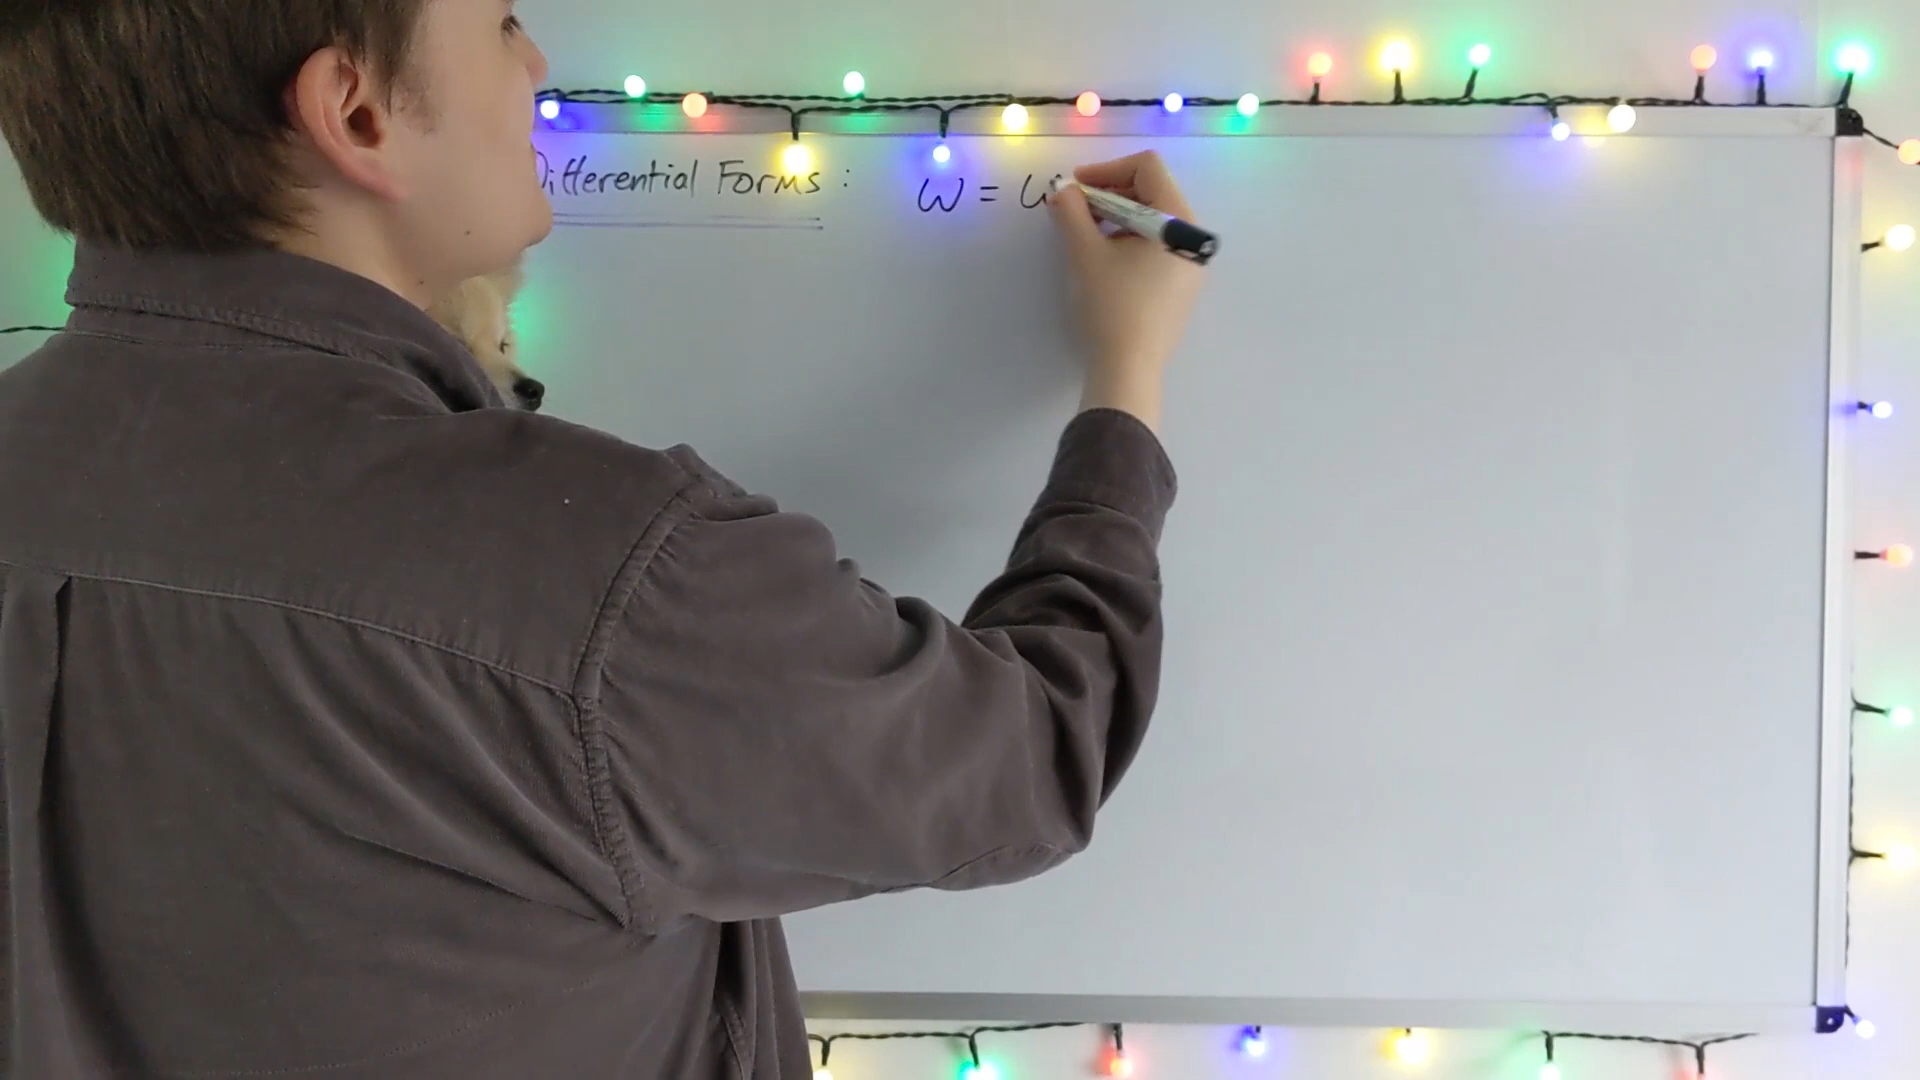 Differential Forms : ω = ω